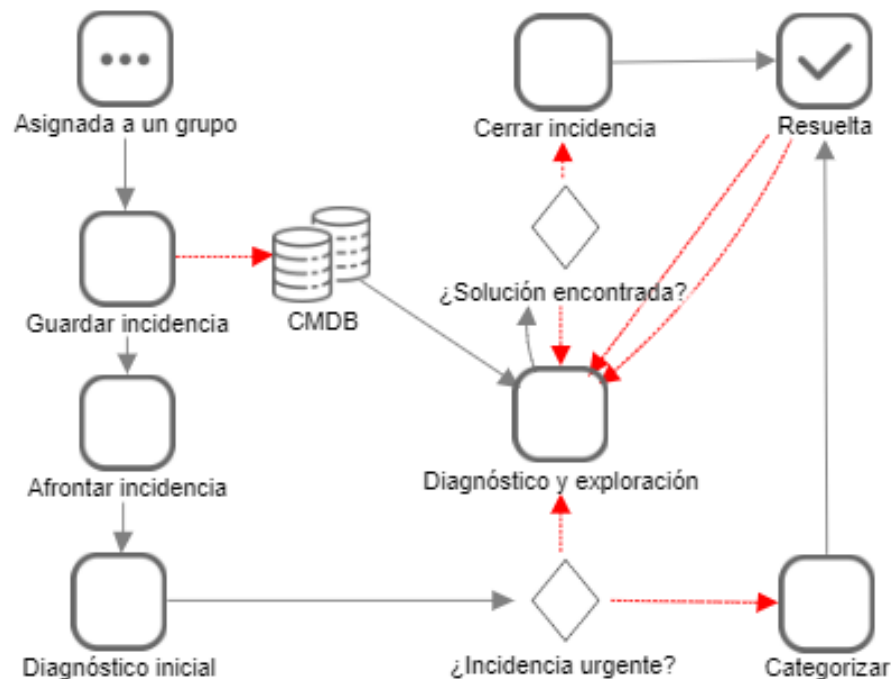 Asignada a un grupo
Cerrar incidencia
Resuelta
Guardar incidencia
CMDB
¿Solución encontrada?
Afrontar incidencia
Diagnóstico y exploración
Diagnóstico inicial
¿Incidencia urgente?
Categorizar